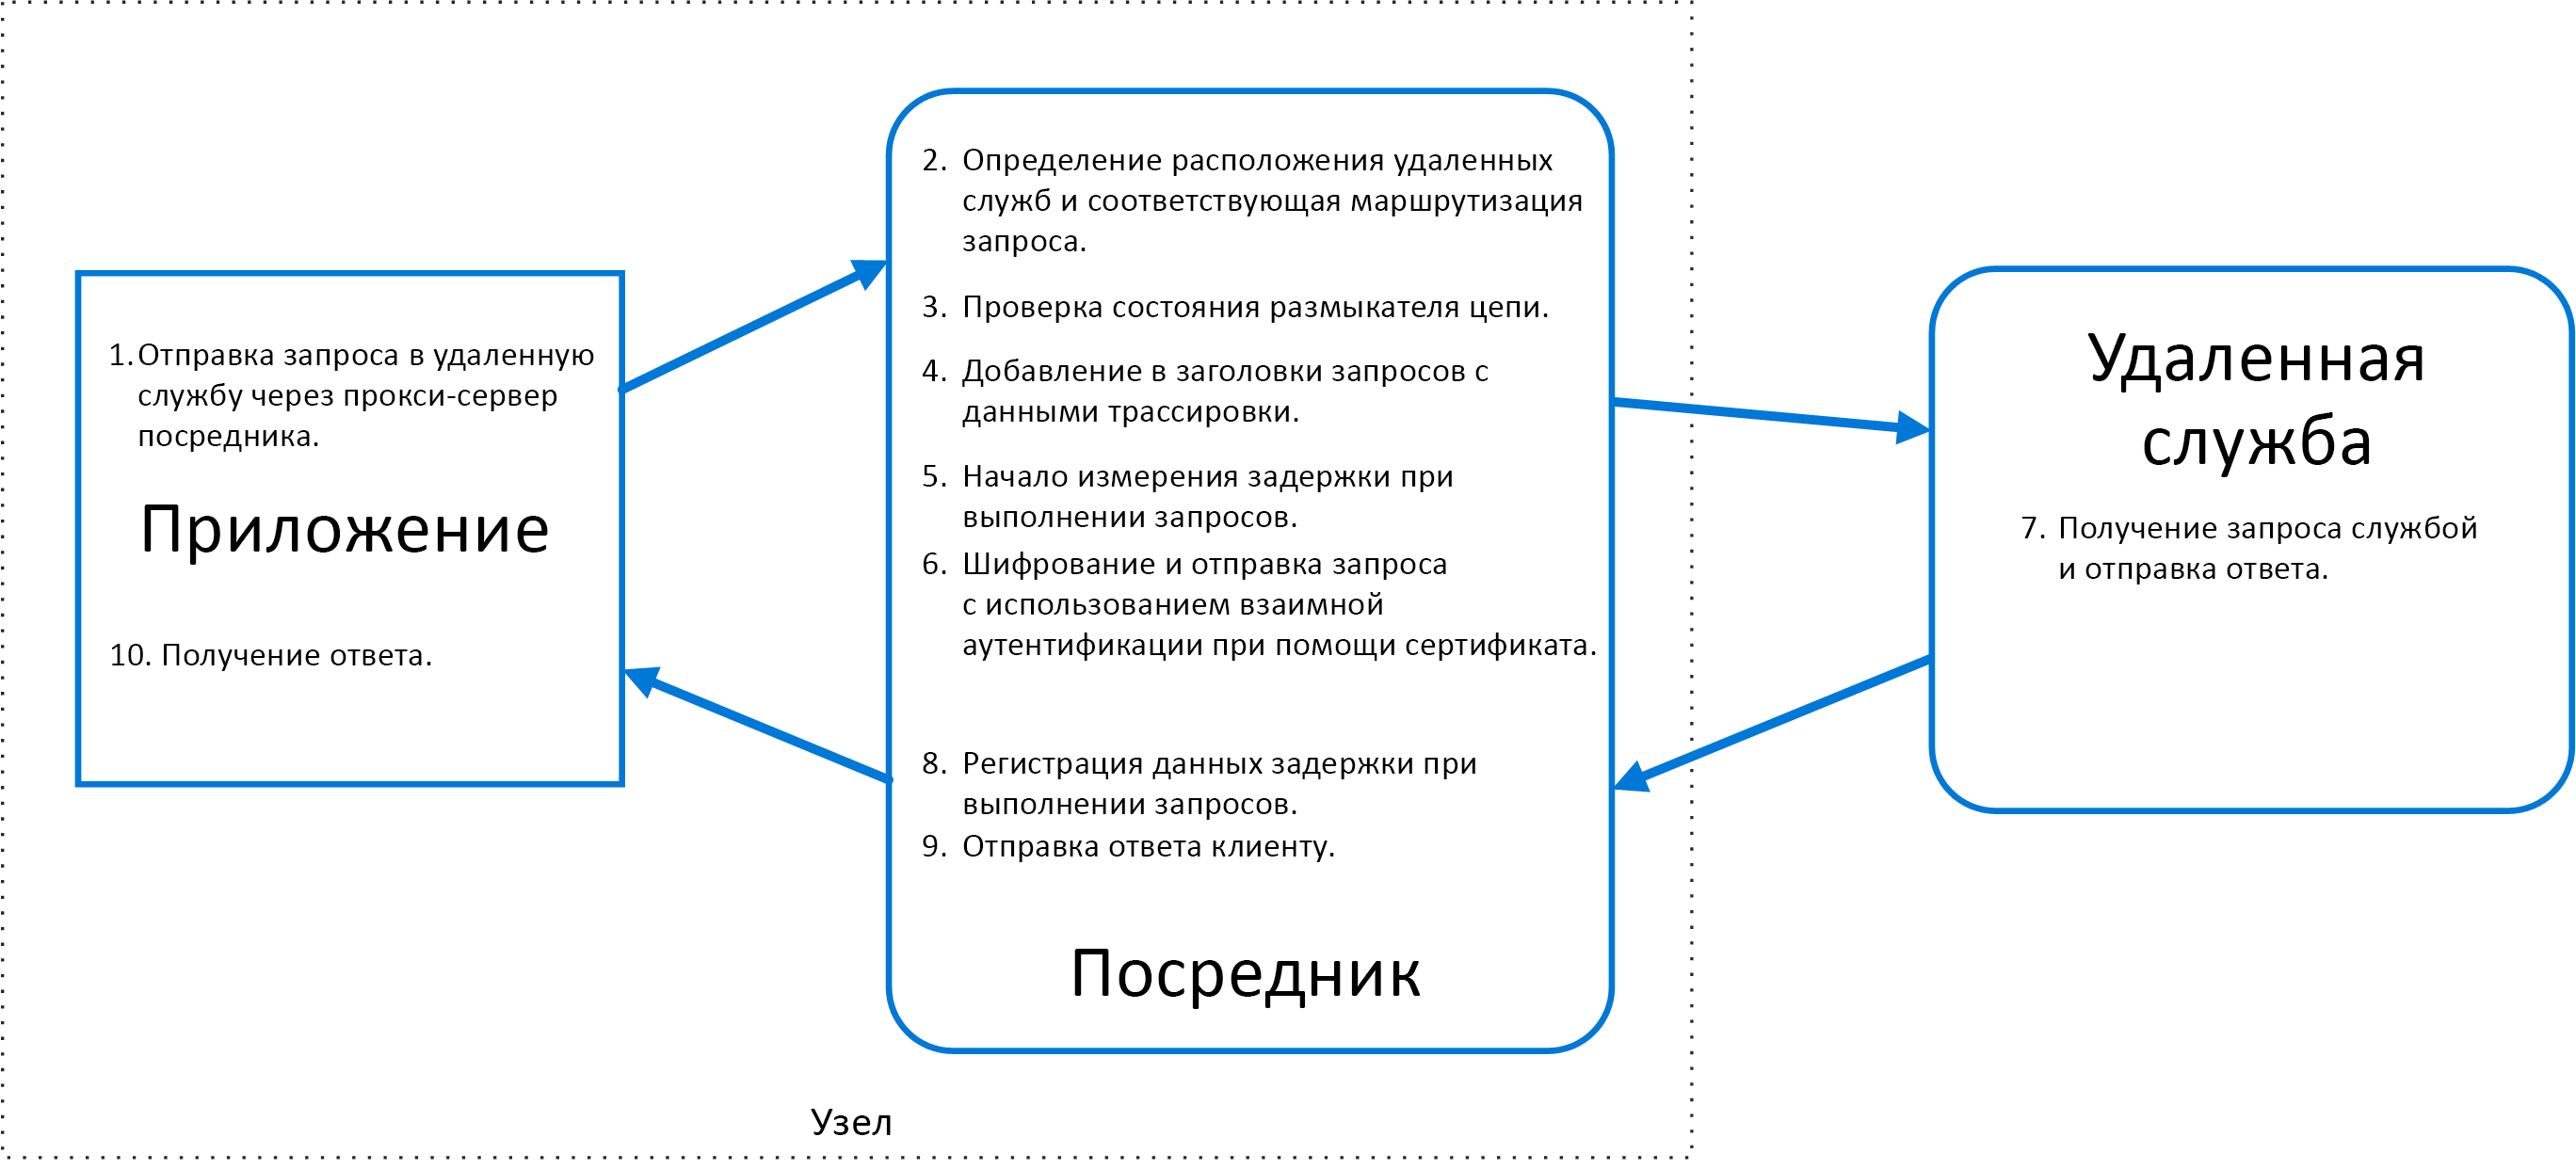 1. Отправка запроса в удаленную
службу через прокси-сервер
посредника.
Приложение
10. Получение ответа.
2. Определение расположения удаленных
служб и соответствующая маршрутизация
запроса.
3. Проверка состояния размыкателя цепи.
4. Добавление в заголовки запросов с
данными трассировки.
5. Начало измерения задержки при
выполнении запросов.
6. Шифрование и отправка запроса
с использованием взаимной
аутентификации при помощи сертификата.
8. Регистрация данных задержки при
выполнении запросов.
9. Отправка ответа клиенту.
Посредник
Удаленная
служба
7. Получение запроса службой
и отправка ответа.
Узел